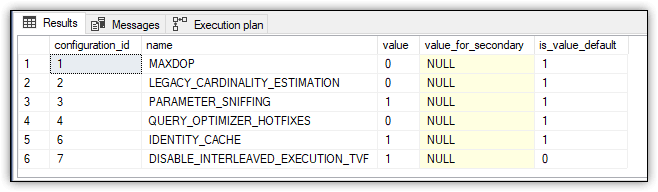 Results Messages Execution plan
configuration_id name value value_for_secondary is_value_default
1 1 MAXDOP 0 NULL 1
2 2 LEGACY_CARDINALITY_ESTIMATION 0 NULL 1
3 3 PARAMETER_SNIFFING 1 NULL 1
4 4 QUERY_OPTIMIZER_HOTFIXES 0 NULL 1
5 6 IDENTITY_CACHE 1 NULL 1
6 7 DISABLE_INTERLEAVED_EXECUTION_TVF 1 NULL 0